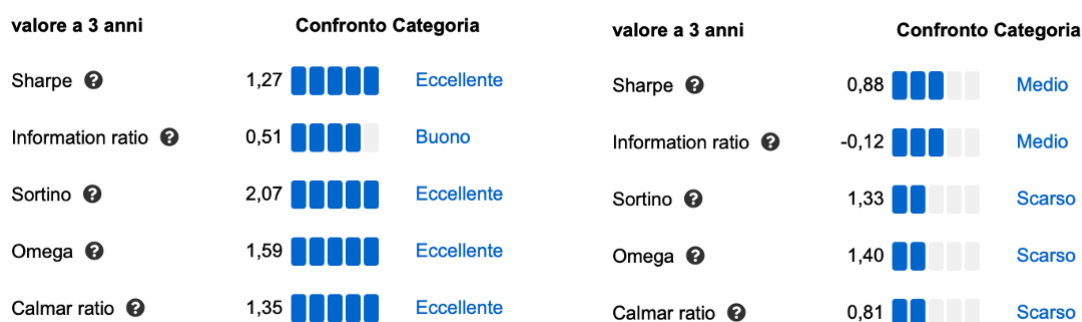 valore a 3 anni Confronto Categoria
Sharpe ? 1,27 Eccellente
Information ratio ? 0,51 Buono
Sortino ? 2,07 Eccellente
Omega ? 1,59 Eccellente
Calmar ratio ? 1,35 Eccellente
valore a 3 anni Confronto Categoria
Sharpe ? 0,88 Medio
Information ratio ? -0,12 Medio
Sortino ? 1,33 Scarso
Omega ? 1,40 Scarso
Calmar ratio ? 0,81 Scarso